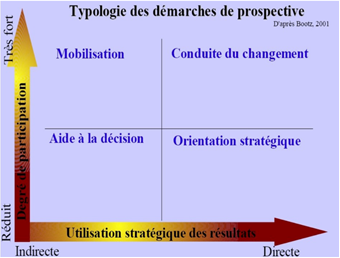 Typologie des démarches de prospective
D'après Bootz, 2001
Très fort
Mobilisation
Conduite du changement
Degré de participation
Aide à la décision
Orientation stratégique
Réduit
Utilisation stratégique des résultats
Indirecte
Directe